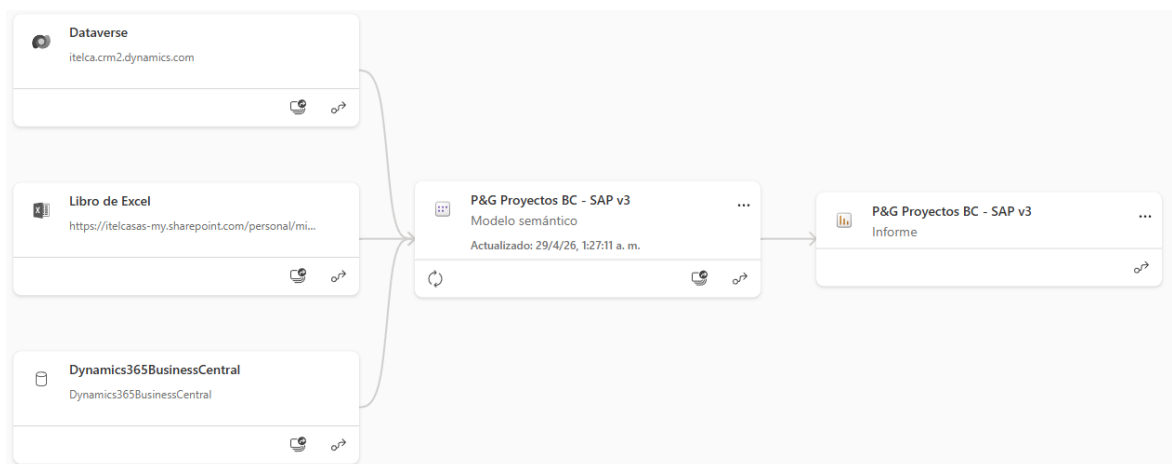 Dataverse
itelca.crm2.dynamics.com
Libro de Excel
https://itelcasas-my.sharepoint.com/personal/mi...
Dynamics365BusinessCentral
Dynamics365BusinessCentral
P&G Proyectos BC - SAP v3
Modelo semántico
Actualizado: 29/4/26, 1:27:11 a. m.
P&G Proyectos BC - SAP v3
Informe